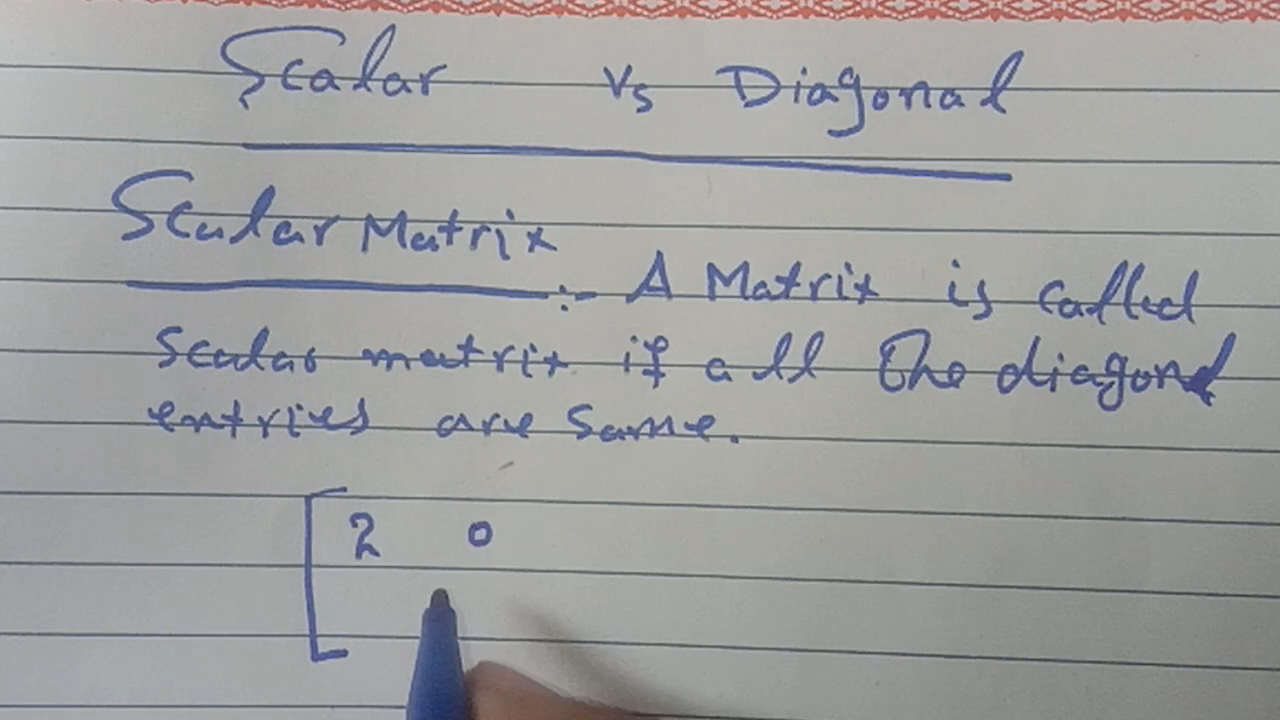 Scalar Vs Diagonal
Scalar Matrix :- A Matrix is called
Scalar matrix if all the diagonal
entries are same.
2 0